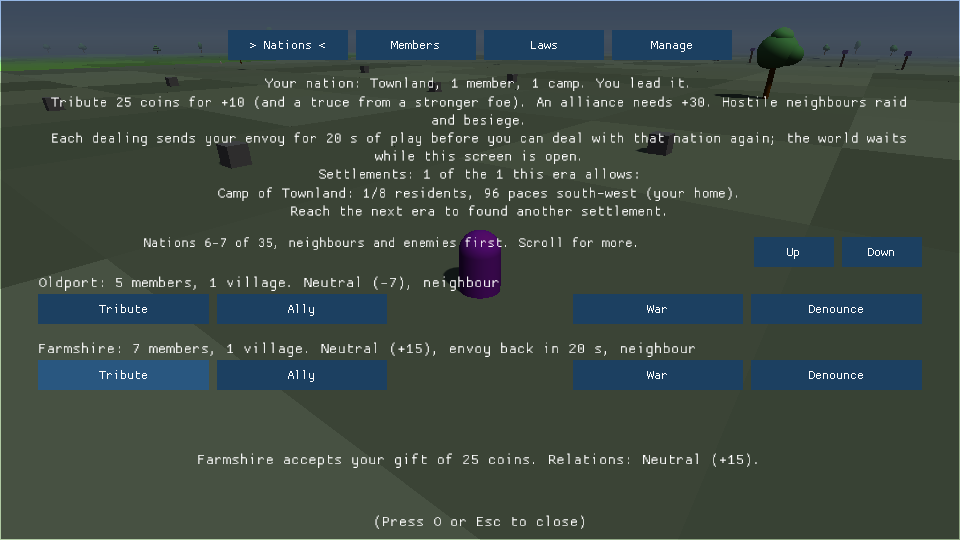 > Nations < Members Laws Manage
Your nation: Townland, 1 member, 1 camp. You lead it.
Tribute 25 coins for +10 (and a truce from a stronger foe). An alliance needs +30. Hostile neighbours raid
and besiege.
Each dealing sends your envoy for 20 s of play before you can deal with that nation again; the world waits
while this screen is open.
Settlements: 1 of the 1 this era allows:
Camp of Townland: 1/8 residents, 96 paces south-west (your home).
Reach the next era to found another settlement.
Nations 6-7 of 35, neighbours and enemies first. Scroll for more.
Up Down
Oldport: 5 members, 1 village. Neutral (-7), neighbour
Tribute Ally War Denounce
Farmshire: 7 members, 1 village. Neutral (+15), envoy back in 20 s, neighbour
Tribute Ally War Denounce
Farmshire accepts your gift of 25 coins. Relations: Neutral (+15).
(Press O or Esc to close)